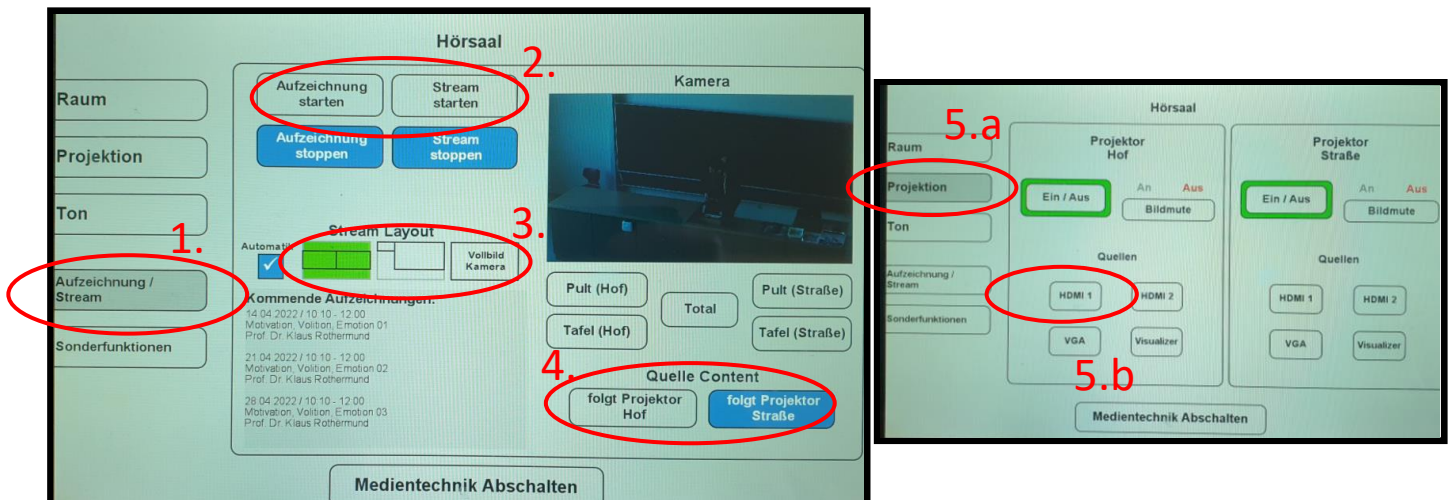 Hörsaal
Raum
Projektion
Ton
1.
Aufzeichnung /
Stream
Sonderfunktionen
2.
Aufzeichnung
starten
Stream
starten
Aufzeichnung
stoppen
Stream
stoppen
Stream Layout
3.
Automatik
Vollbild
Kamera
Kommende Aufzeichnungen:
14.04.2022 / 10:10 - 12:00
Motivation, Volition, Emotion 01
Prof. Dr. Klaus Rothermund
21.04.2022 / 10:10 - 12:00
Motivation, Volition, Emotion 02
Prof. Dr. Klaus Rothermund
28.04.2022 / 10:10 - 12:00
Motivation, Volition, Emotion 03
Prof. Dr. Klaus Rothermund
Kamera
Pult (Hof)
Total
Pult (Straße)
Tafel (Hof)
Tafel (Straße)
4.
Quelle Content
folgt Projektor
Hof
folgt Projektor
Straße
Medientechnik Abschalten
Hörsaal
5.a
Raum
Projektion
Ton
Aufzeichnung /
Stream
Sonderfunktionen
Projektor
Hof
Ein / Aus
An Aus
Bildmute
Quellen
HDMI 1
HDMI 2
VGA
Visualizer
5.b
Projektor
Straße
Ein / Aus
An Aus
Bildmute
Quellen
HDMI 1
HDMI 2
VGA
Visualizer
Medientechnik Abschalten